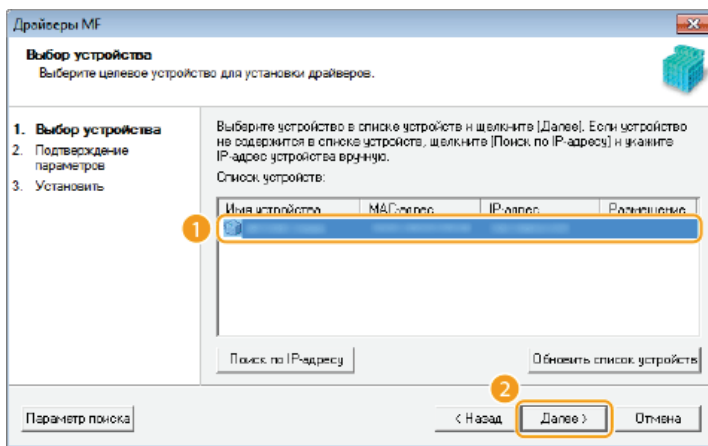 Драйверы MF
Выбор устройства
Выберите целевое устройство для установки драйверов.
1. Выбор устройства
2. Подтверждение
параметров
3. Установить
Выберите устройство в списке устройств и щелкните [Далее]. Если устройство
не содержится в списке устройств, щелкните [Поиск по IP-адресу] и укажите
IP-адрес устройства вручную.
Список устройств:
Имя устройства MAC-адрес IP-адрес Размещение
1
Поиск по IP-адресу Обновить список устройств
2
Параметр поиска < Назад Далее > Отмена